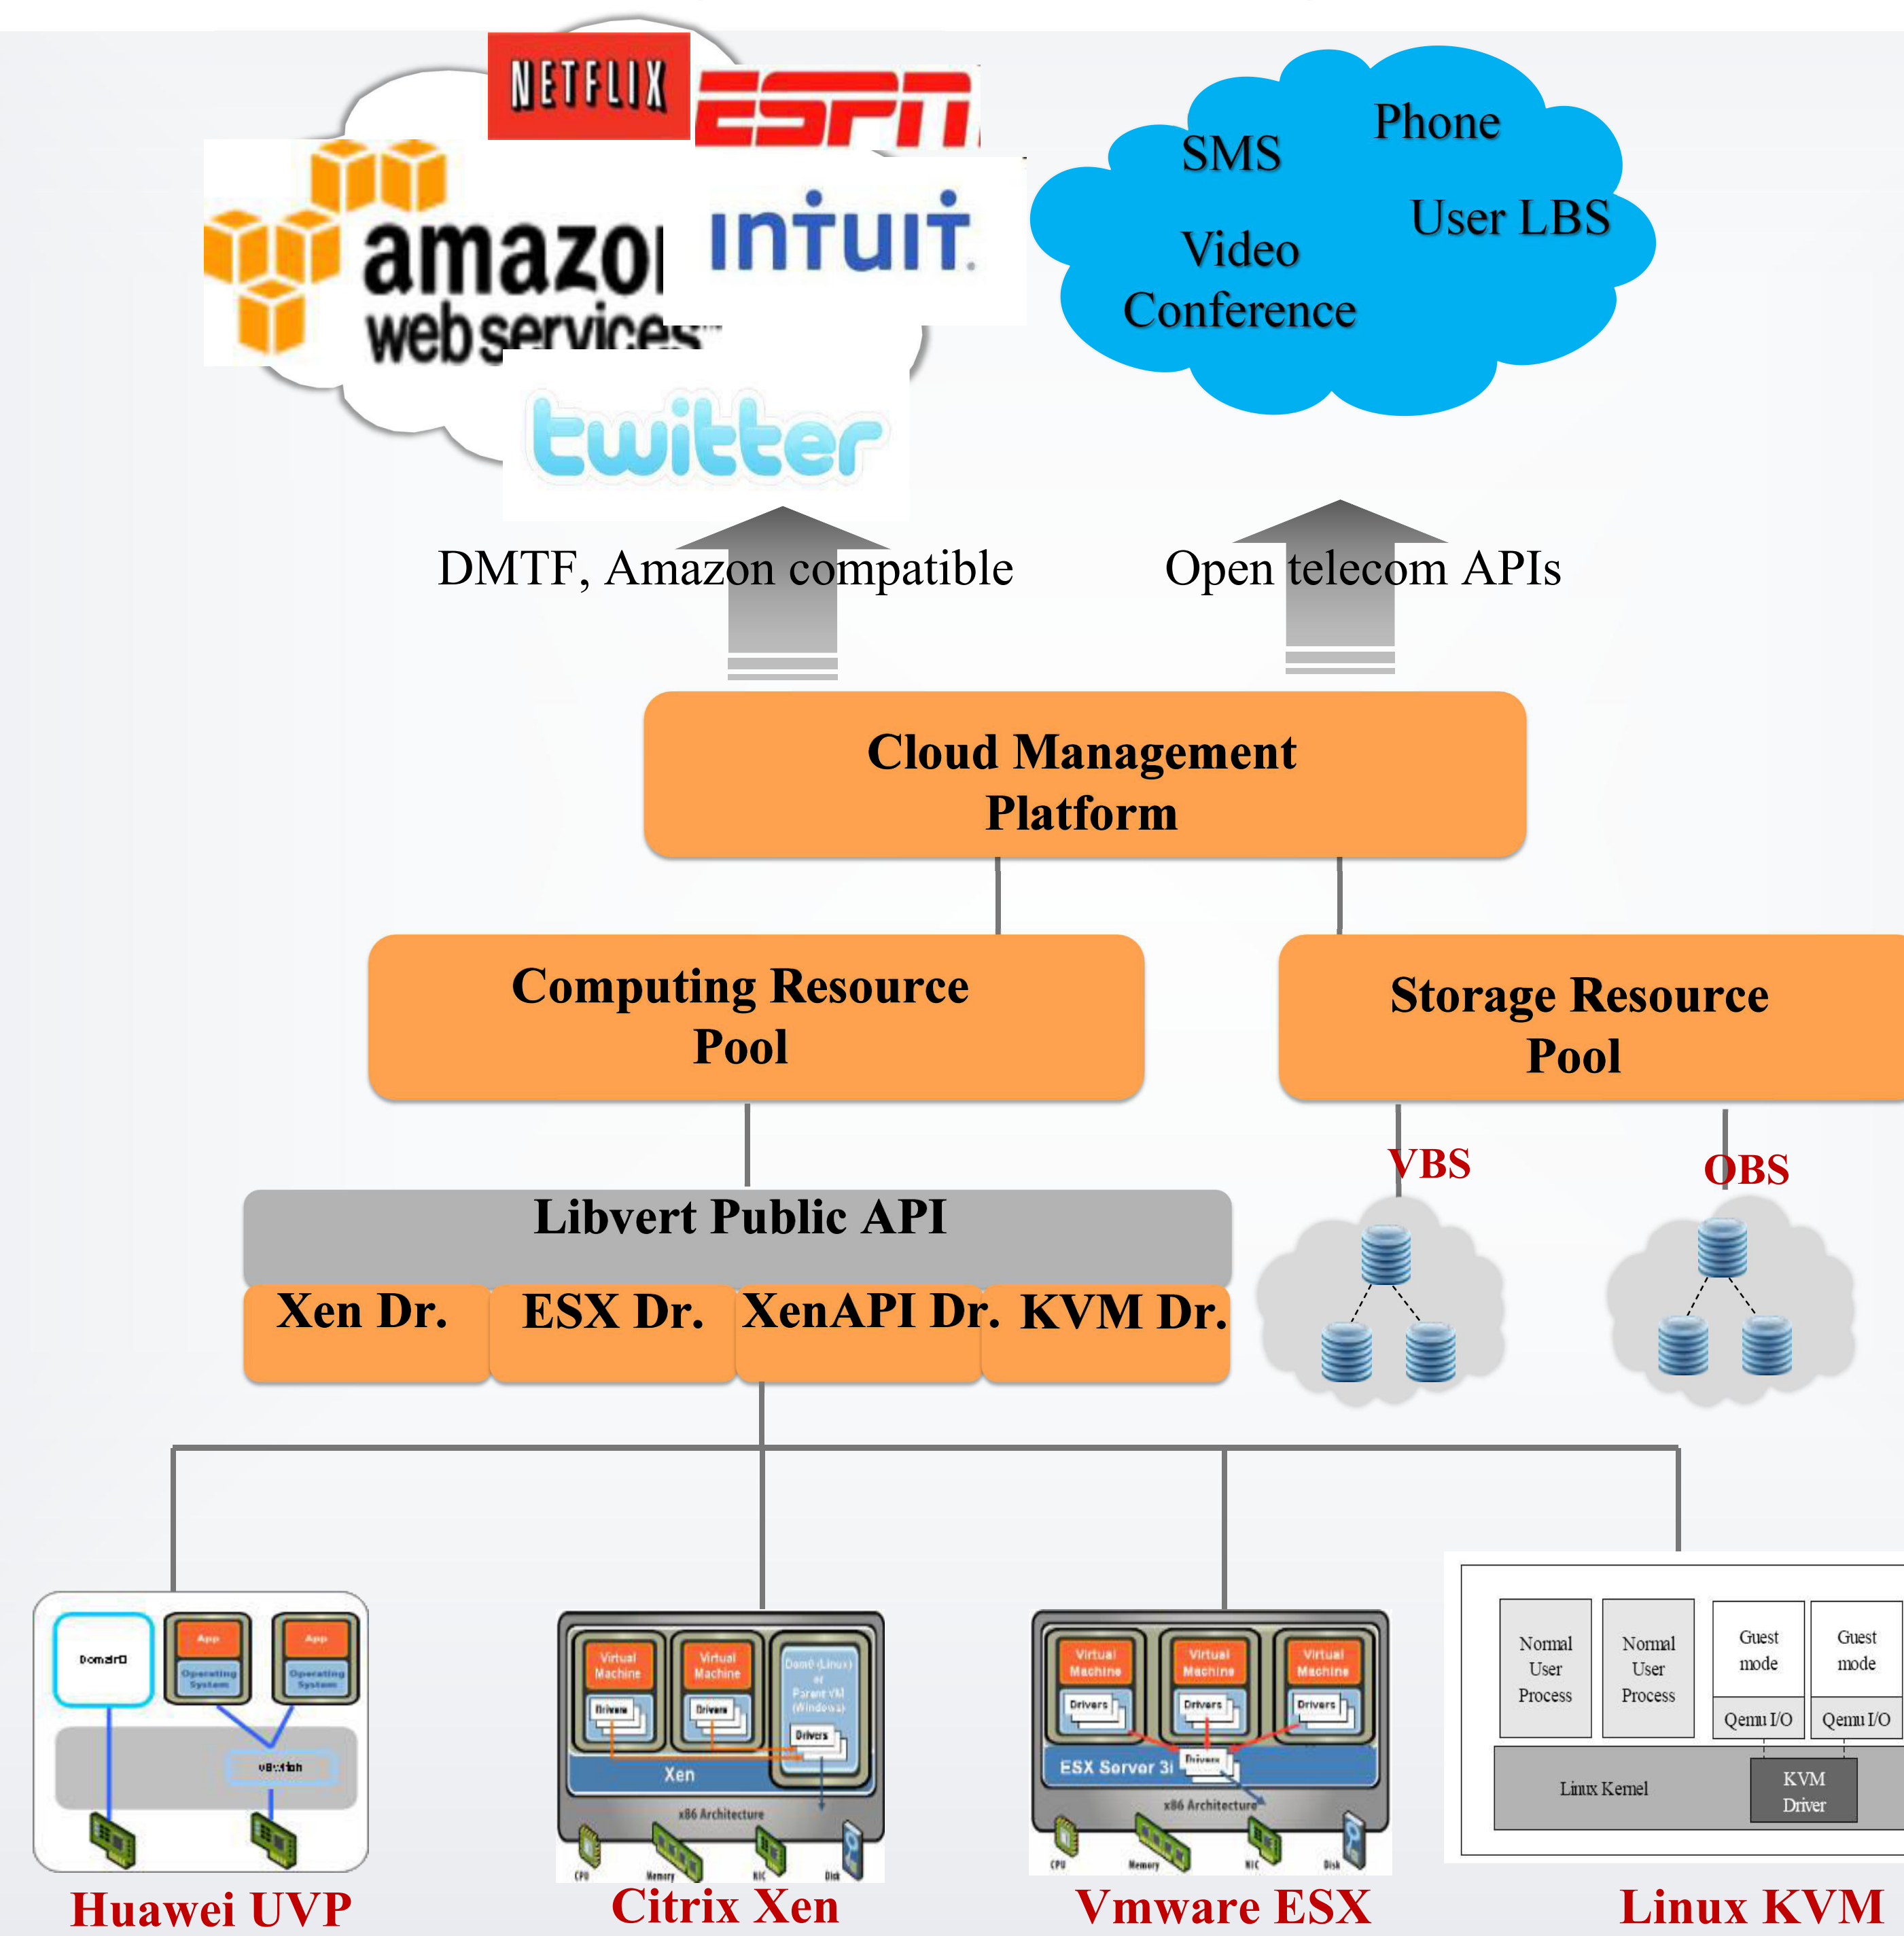 NETFLIX
ESPN
amazo
web services™
INTUIT.
twitter
SMS
Phone
User LBS
Video
Conference
DMTF, Amazon compatible
Open telecom APIs
Cloud Management
Platform
Computing Resource
Pool
Storage Resource
Pool
VBS
OBS
Libvert Public API
Xen Dr.
ESX Dr.
XenAPI Dr.
KVM Dr.
App
Operating
System
App
Operating
System
Virtual
Machine
Drivers
Virtual
Machine
Drivers
Dom0 (Linux)
or
Parent VM
(Windows)
Drivers
Xen
x86 Architecture
CPU
Memory
NIC
Disk
Virtual
Machine
Drivers
Virtual
Machine
Drivers
Virtual
Machine
Drivers
ESX Server 3i
Drivers
x86 Architecture
CPU
Memory
NIC
Disk
Normal
User
Process
Normal
User
Process
Guest
mode
Qemu I/O
Guest
mode
Qemu I/O
Linux Kernel
KVM
Driver
Huawei UVP
Citrix Xen
Vmware ESX
Linux KVM